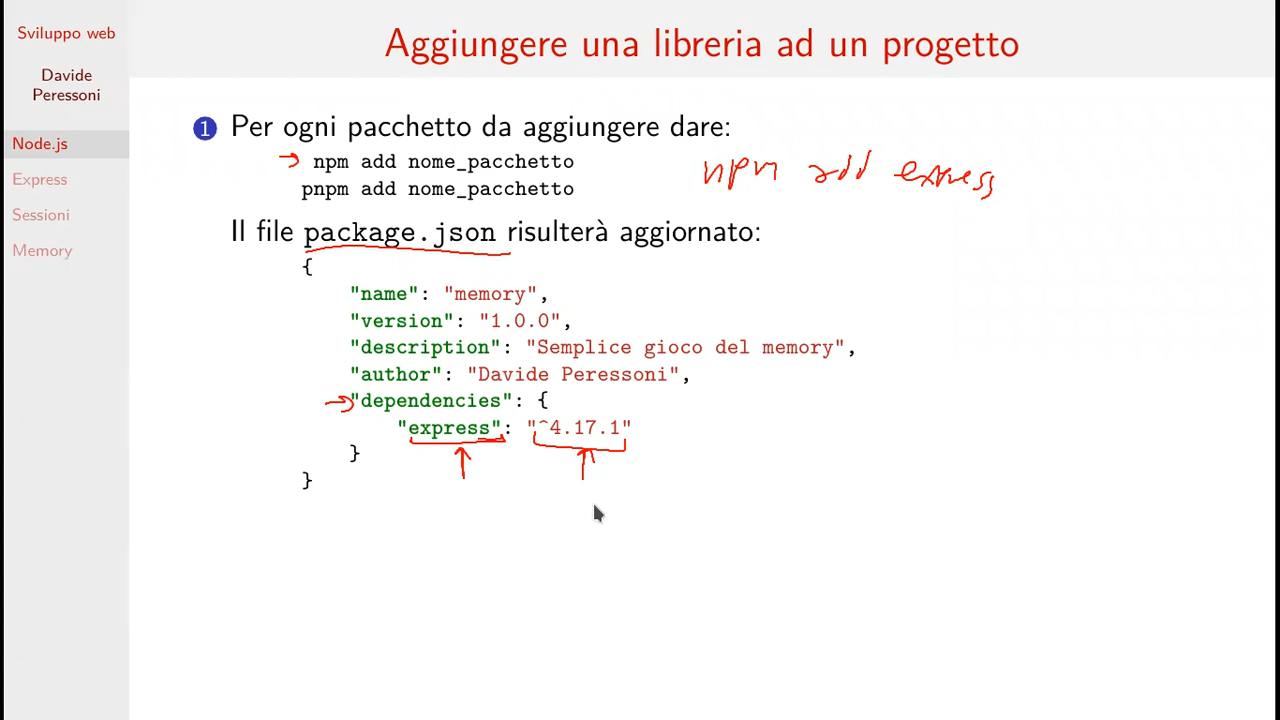 Sviluppo web
Davide
Peressoni
Node.js
Express
Sessioni
Memory
Aggiungere una libreria ad un progetto
1 Per ogni pacchetto da aggiungere dare:
npm add nome_pacchetto
pnpm add nome_pacchetto
npm add express
Il file package.json risulterà aggiornato:
{
"name": "memory",
"version": "1.0.0",
"description": "Semplice gioco del memory",
"author": "Davide Peressoni",
"dependencies": {
"express": "^4.17.1"
}
}